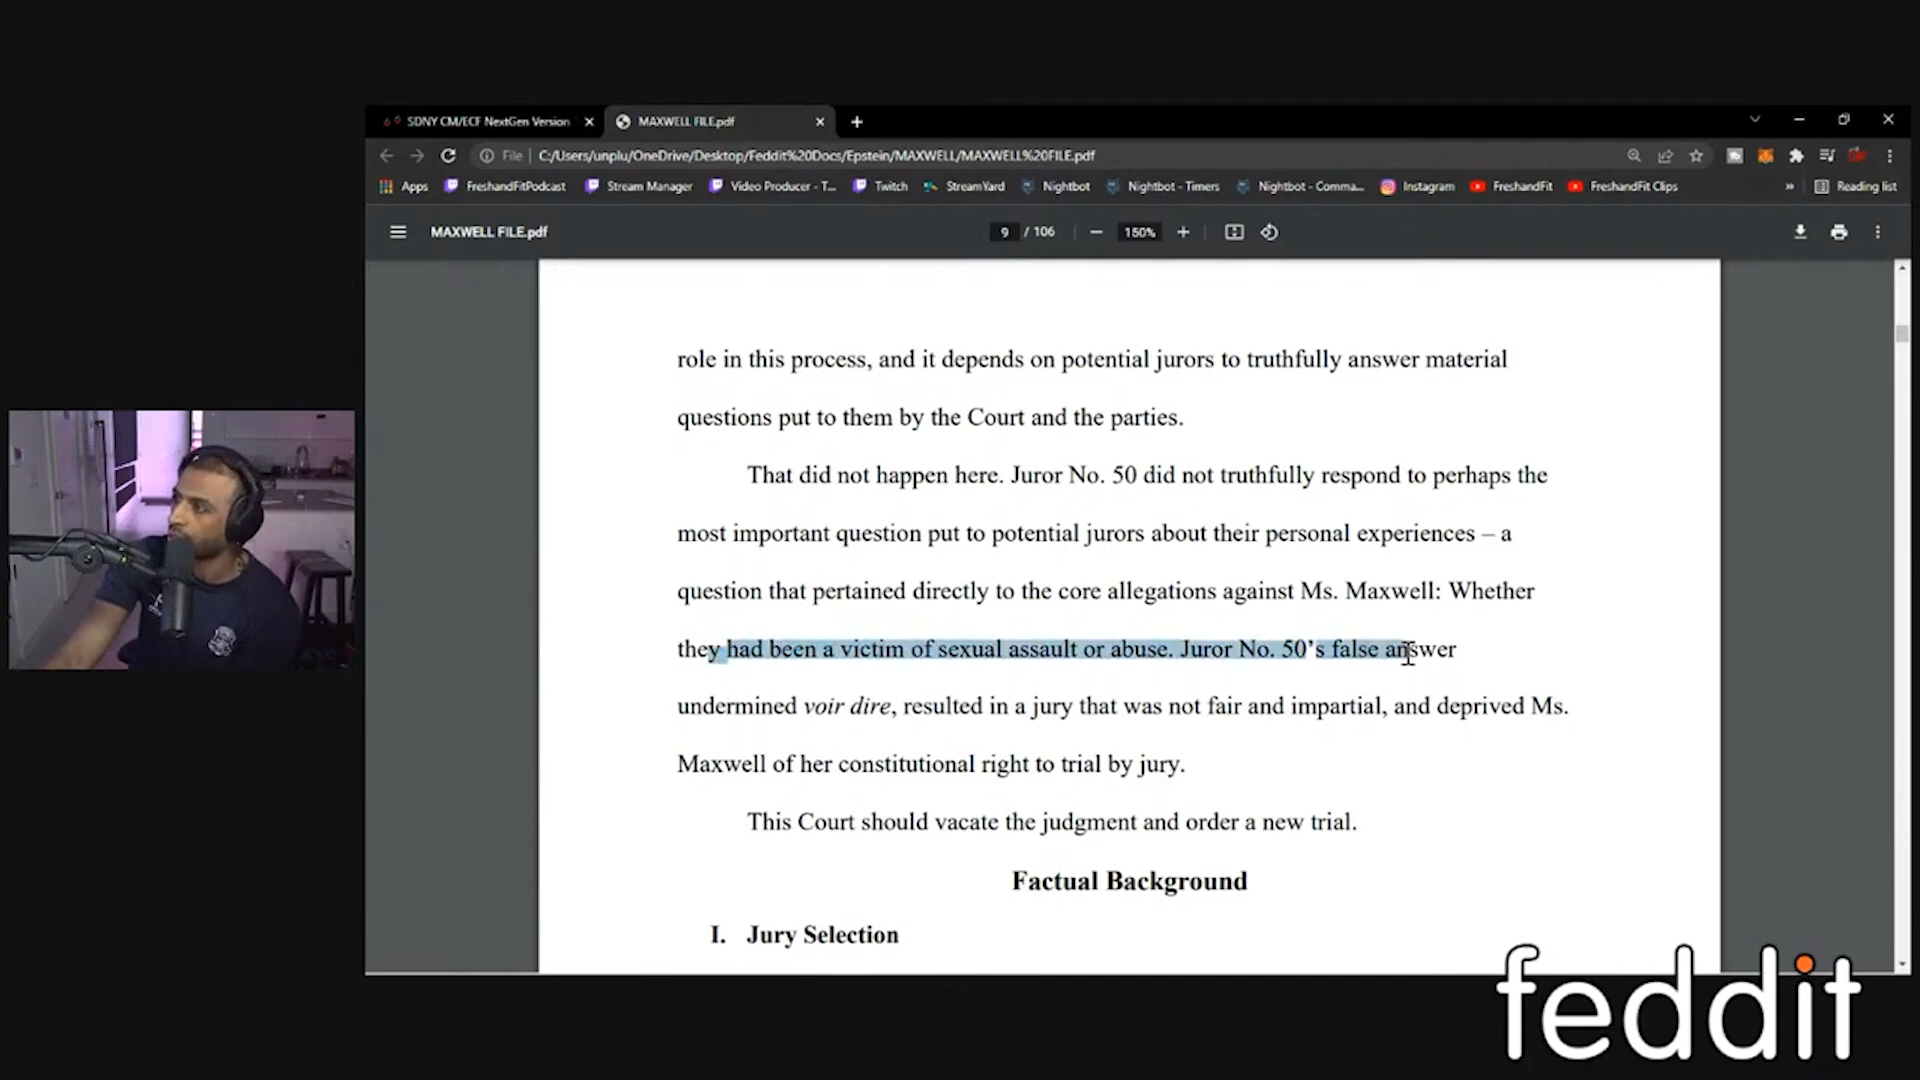 SDNY CM/ECF NextGen Version
MAXWELL FILE.pdf
File
C:/Users/unplu/OneDrive/Desktop/Feddit%20Docs/Epstein/MAXWELL/MAXWELL%20FILE.pdf
Apps FreshandFitPodcast Stream Manager Video Producer - T... Twitch StreamYard Nightbot Nightbot - Timers Nightbot - Comma... Instagram FreshandFit FreshandFit Clips » Reading list
MAXWELL FILE.pdf 9 / 106 150%
role in this process, and it depends on potential jurors to truthfully answer material
questions put to them by the Court and the parties.
That did not happen here. Juror No. 50 did not truthfully respond to perhaps the
most important question put to potential jurors about their personal experiences – a
question that pertained directly to the core allegations against Ms. Maxwell: Whether
they had been a victim of sexual assault or abuse. Juror No. 50’s false answer
undermined voir dire, resulted in a jury that was not fair and impartial, and deprived Ms.
Maxwell of her constitutional right to trial by jury.
This Court should vacate the judgment and order a new trial.
Factual Background
I. Jury Selection
feddit